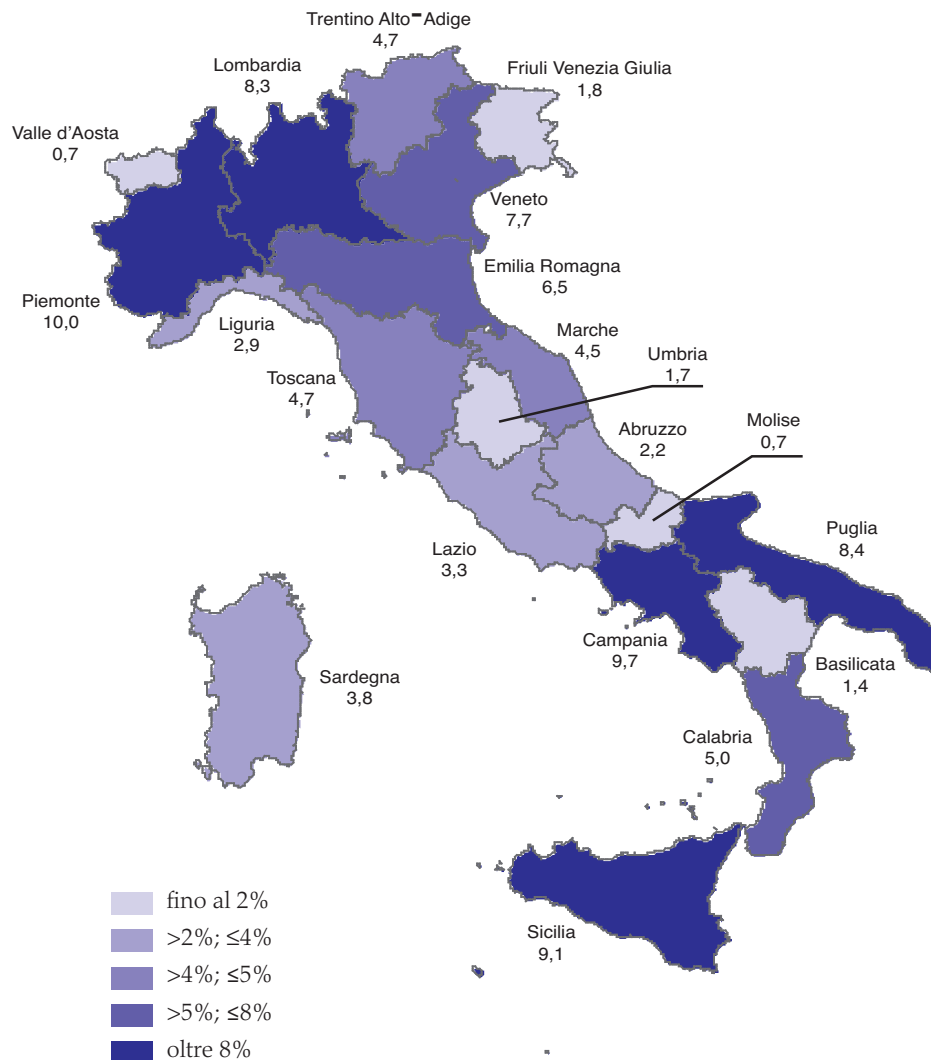 Trentino Alto-Adige
4,7
Lombardia
8,3
Friuli Venezia Giulia
1,8
Valle d'Aosta
0,7
Veneto
7,7
Emilia Romagna
6,5
Piemonte
10,0
Liguria
2,9
Marche
4,5
Umbria
1,7
Toscana
4,7
Molise
0,7
Abruzzo
2,2
Puglia
8,4
Lazio
3,3
Campania
9,7
Basilicata
1,4
Sardegna
3,8
Calabria
5,0
Sicilia
9,1
fino al 2%
>2%; ≤4%
>4%; ≤5%
>5%; ≤8%
oltre 8%